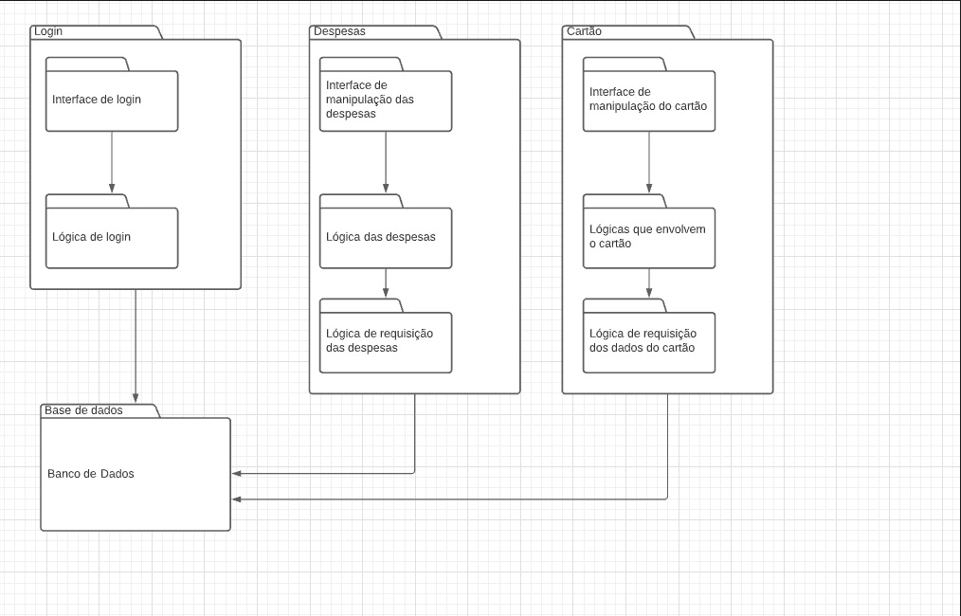 Login
Interface de login
Lógica de login
Despesas
Interface de
manipulação das
despesas
Lógica das despesas
Lógica de requisição
das despesas
Cartão
Interface de
manipulação do cartão
Lógicas que envolvem
o cartão
Lógica de requisição
dos dados do cartão
Base de dados
Banco de Dados